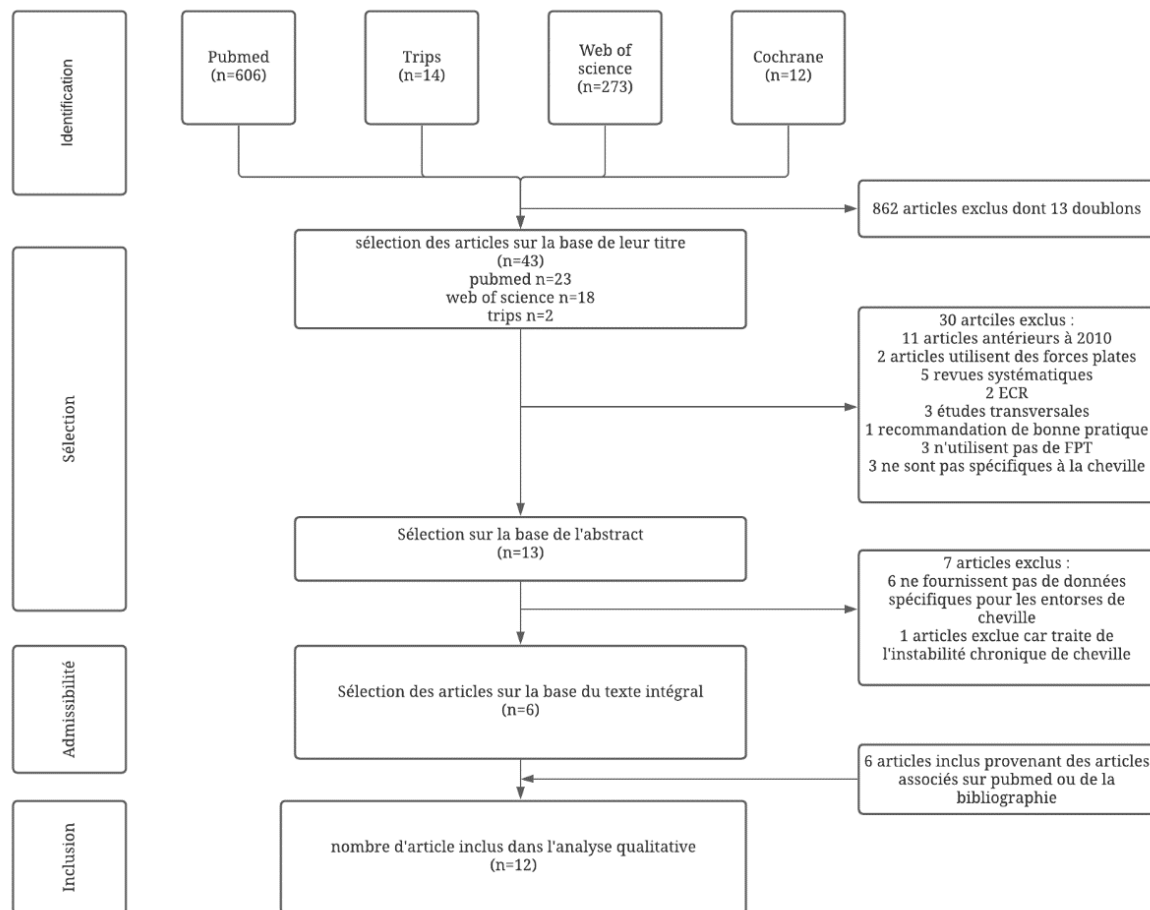 Identification
Pubmed
(n=606)
Trips
(n=14)
Web of
science
(n=273)
Cochrane
(n=12)
862 articles exclus dont 13 doublons
Sélection
sélection des articles sur la base de leur titre
(n=43)
pubmed n=23
web of science n=18
trips n=2
30 artciles exclus :
11 articles antérieurs à 2010
2 articles utilisent des forces plates
5 revues systématiques
2 ECR
3 études transversales
1 recommandation de bonne pratique
3 n'utilisent pas de FPT
3 ne sont pas spécifiques à la cheville
Sélection sur la base de l'abstract
(n=13)
7 articles exclus :
6 ne fournissent pas de données
spécifiques pour les entorses de
cheville
1 articles exclue car traite de
l'instabilité chronique de cheville
Admissibilité
Sélection des articles sur la base du texte intégral
(n=6)
6 articles inclus provenant des articles
associés sur pubmed ou de la
bibliographie
Inclusion
nombre d'article inclus dans l'analyse qualitative
(n=12)